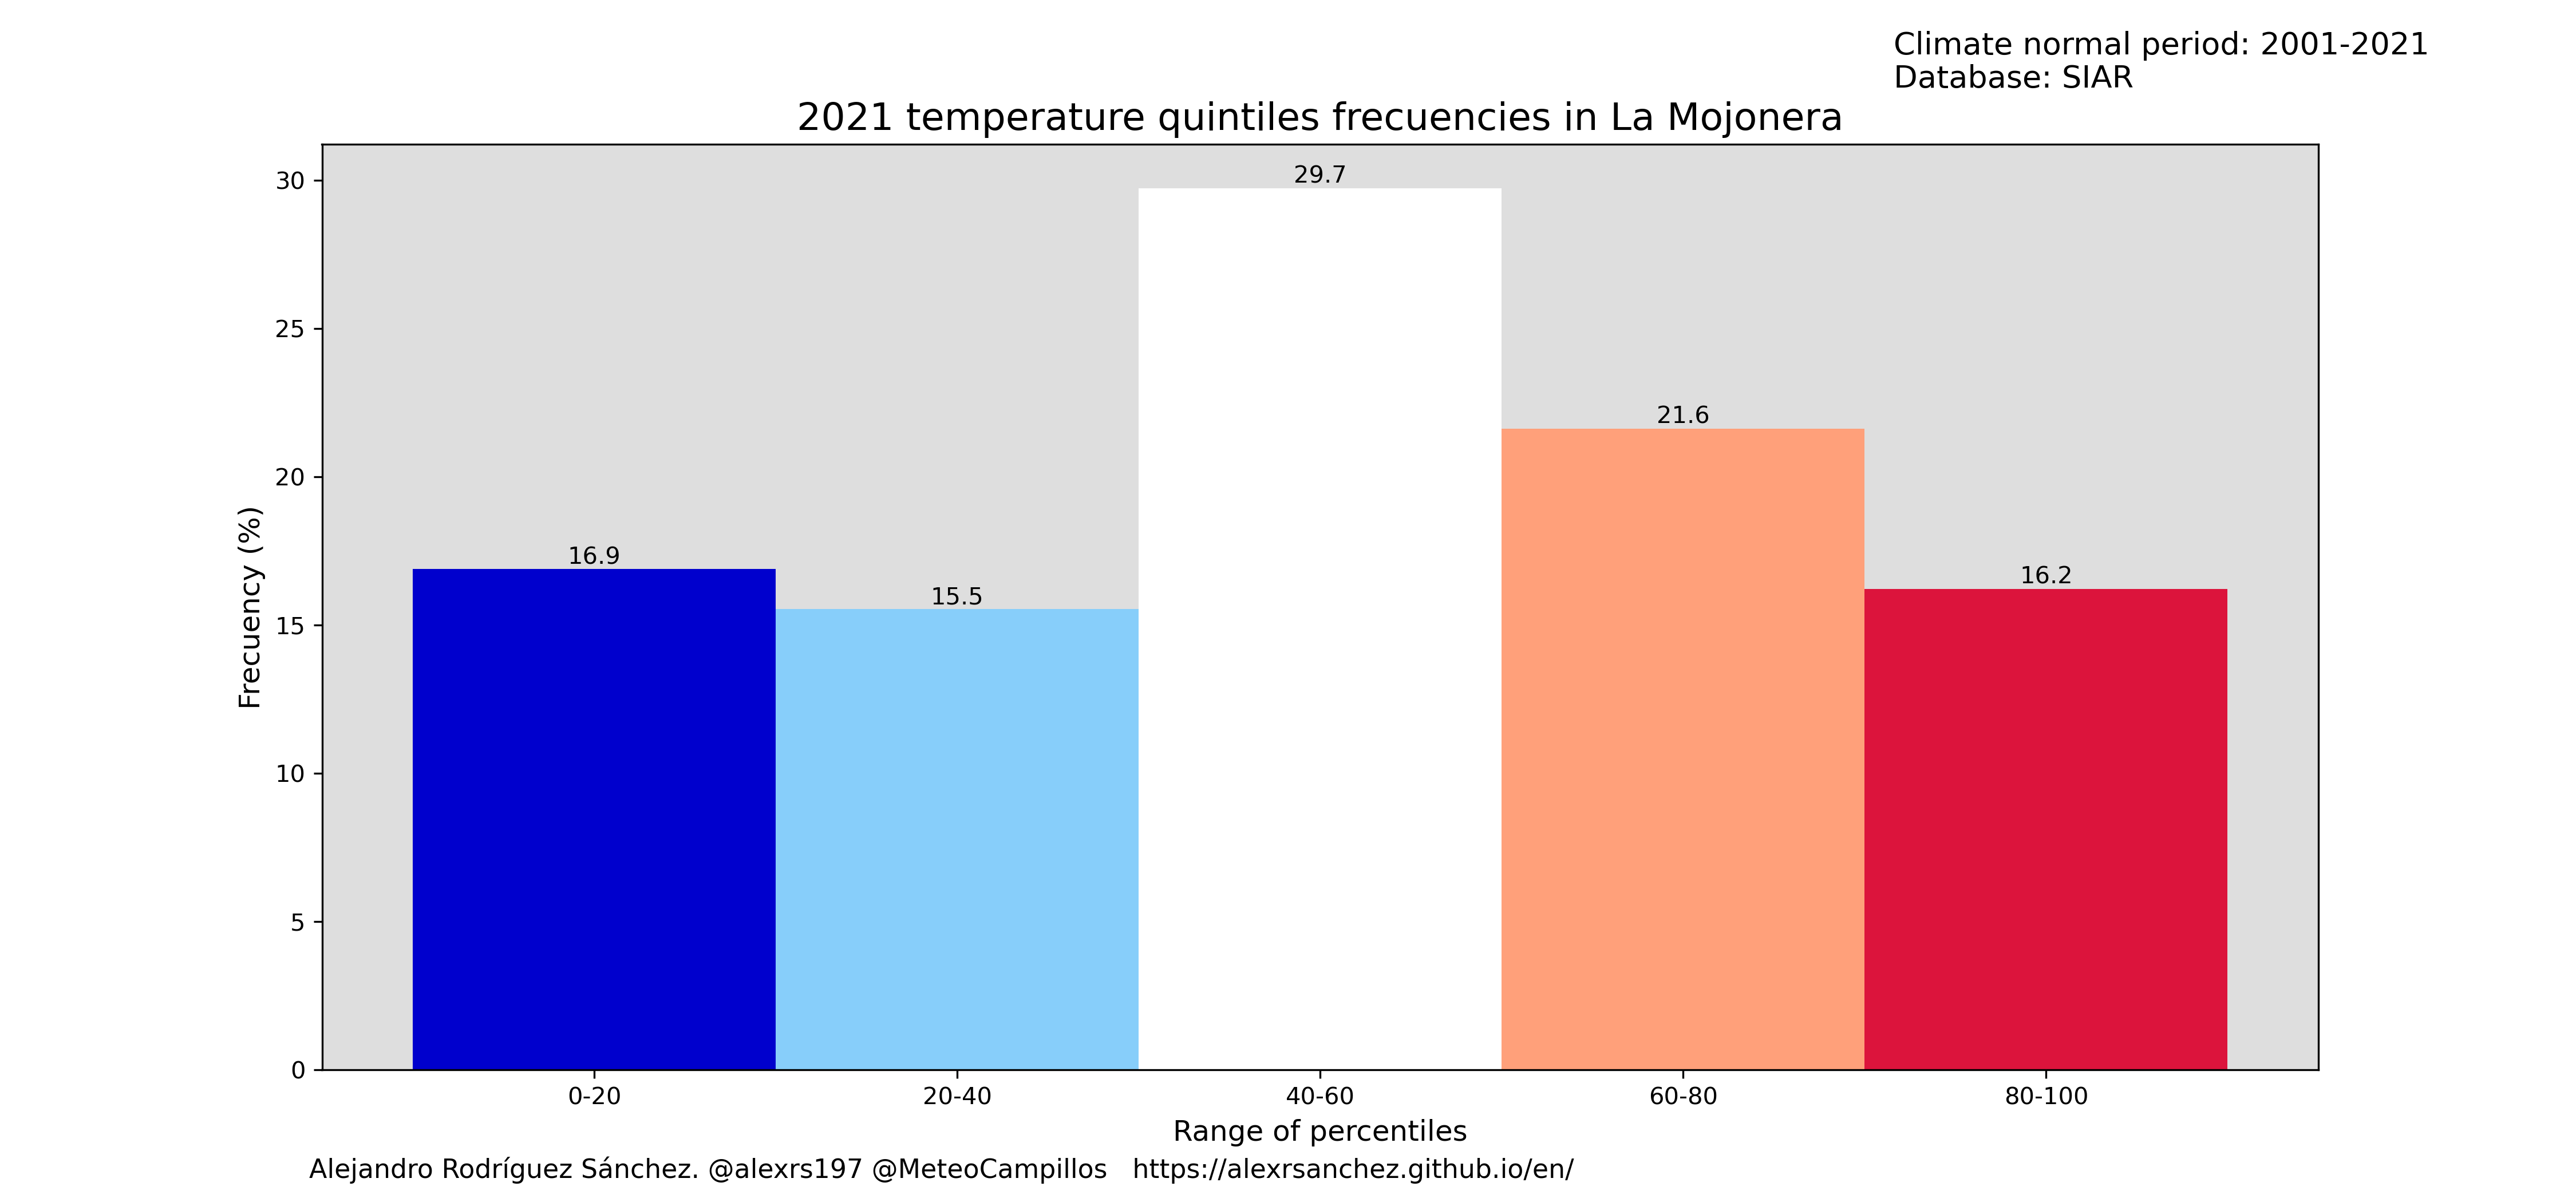 Climate normal period: 2001-2021
Database: SIAR
2021 temperature quintiles frecuencies in La Mojonera
Frecuency (%)
30
25
20
15
10
5
0
16.9
15.5
29.7
21.6
16.2
0-20
20-40
40-60
60-80
80-100
Range of percentiles
Alejandro Rodríguez Sánchez. @alexrs197 @MeteoCampillos   https://alexrsanchez.github.io/en/